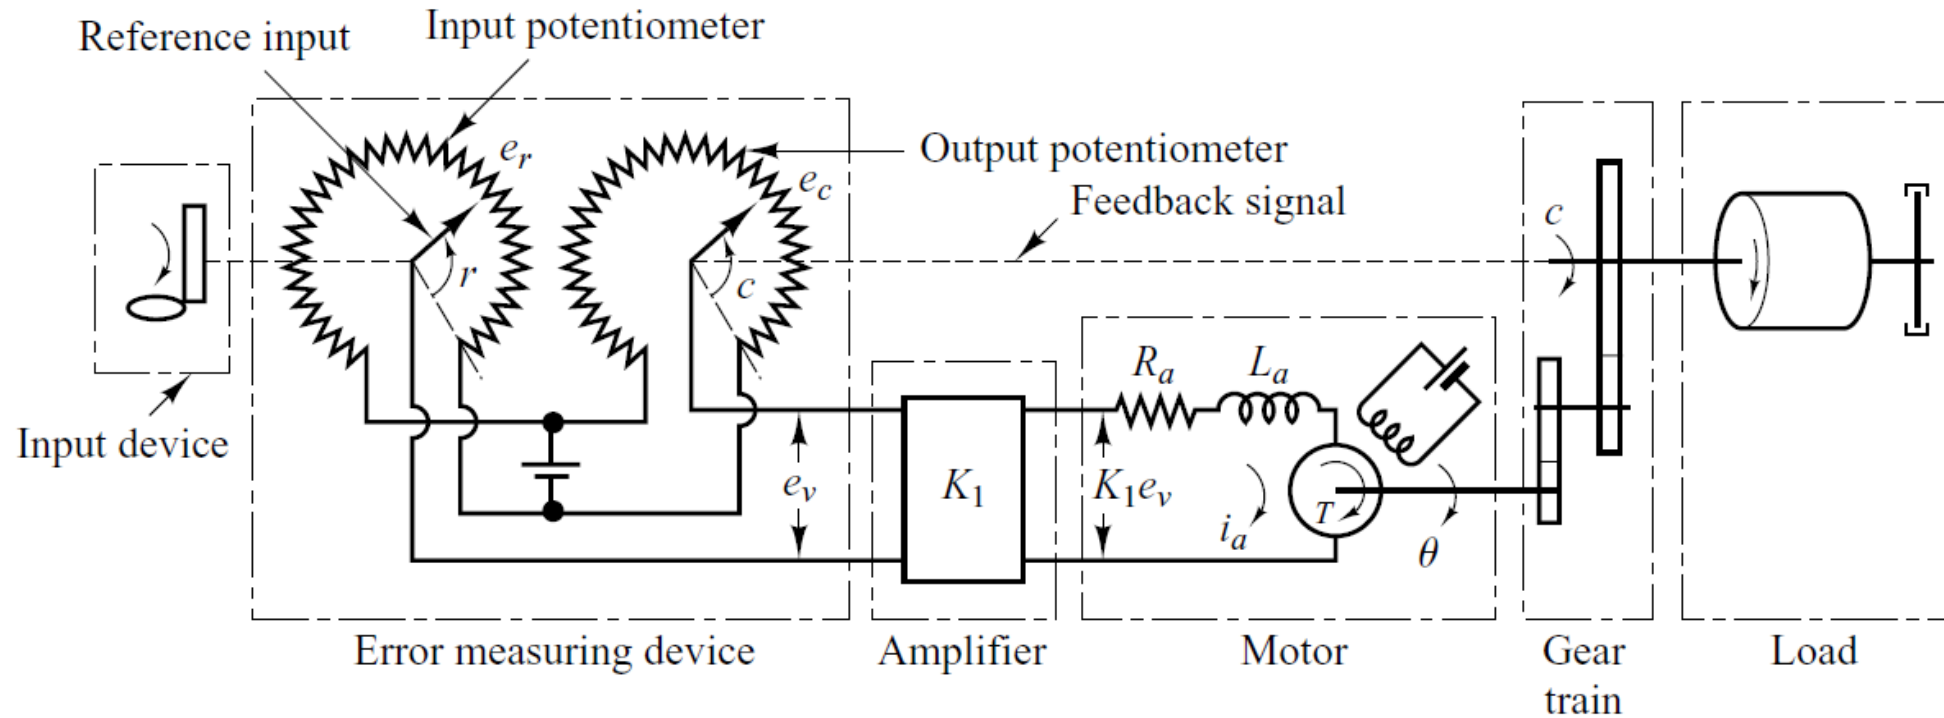 Reference input
Input potentiometer
e_r
Output potentiometer
e_c
Feedback signal
c
r
c
R_a
L_a
Input device
e_v
K_1
K_1e_v
T
i_a
θ
Error measuring device
Amplifier
Motor
Gear
train
Load